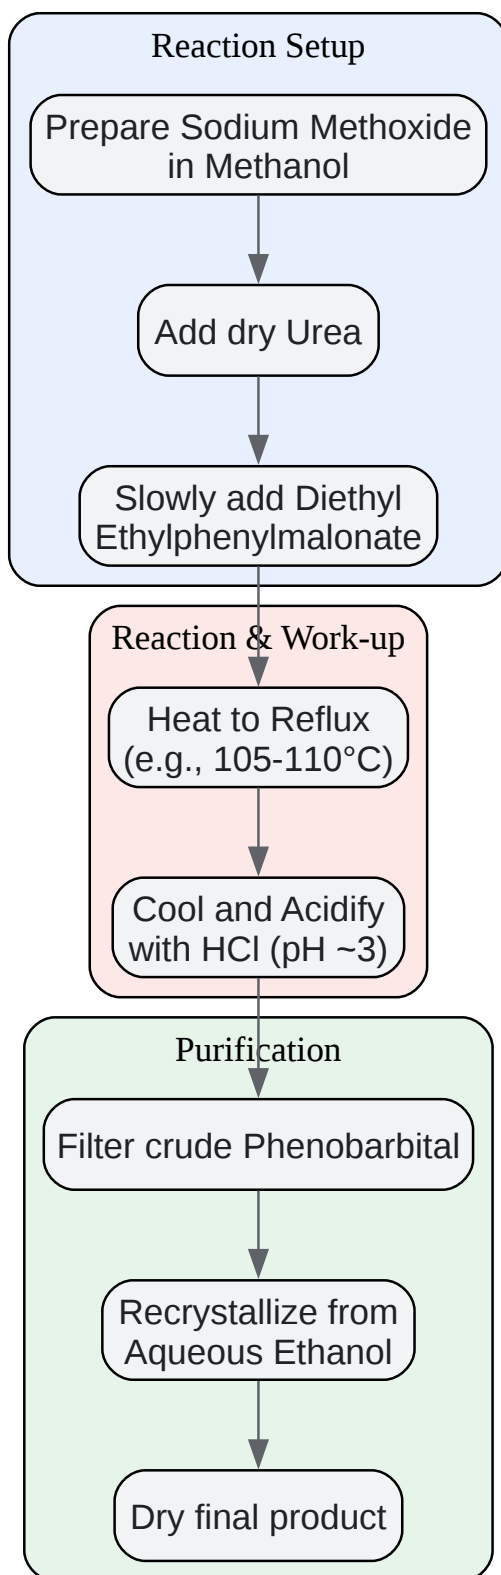 Reaction Setup
Prepare Sodium Methoxide
in Methanol
Add dry Urea
Slowly add Diethyl
Ethylphenylmalonate
Reaction & Work-up
Heat to Reflux
(e.g., 105-110°C)
Cool and Acidify
with HCl (pH ~3)
Purification
Filter crude Phenobarbital
Recrystallize from
Aqueous Ethanol
Dry final product